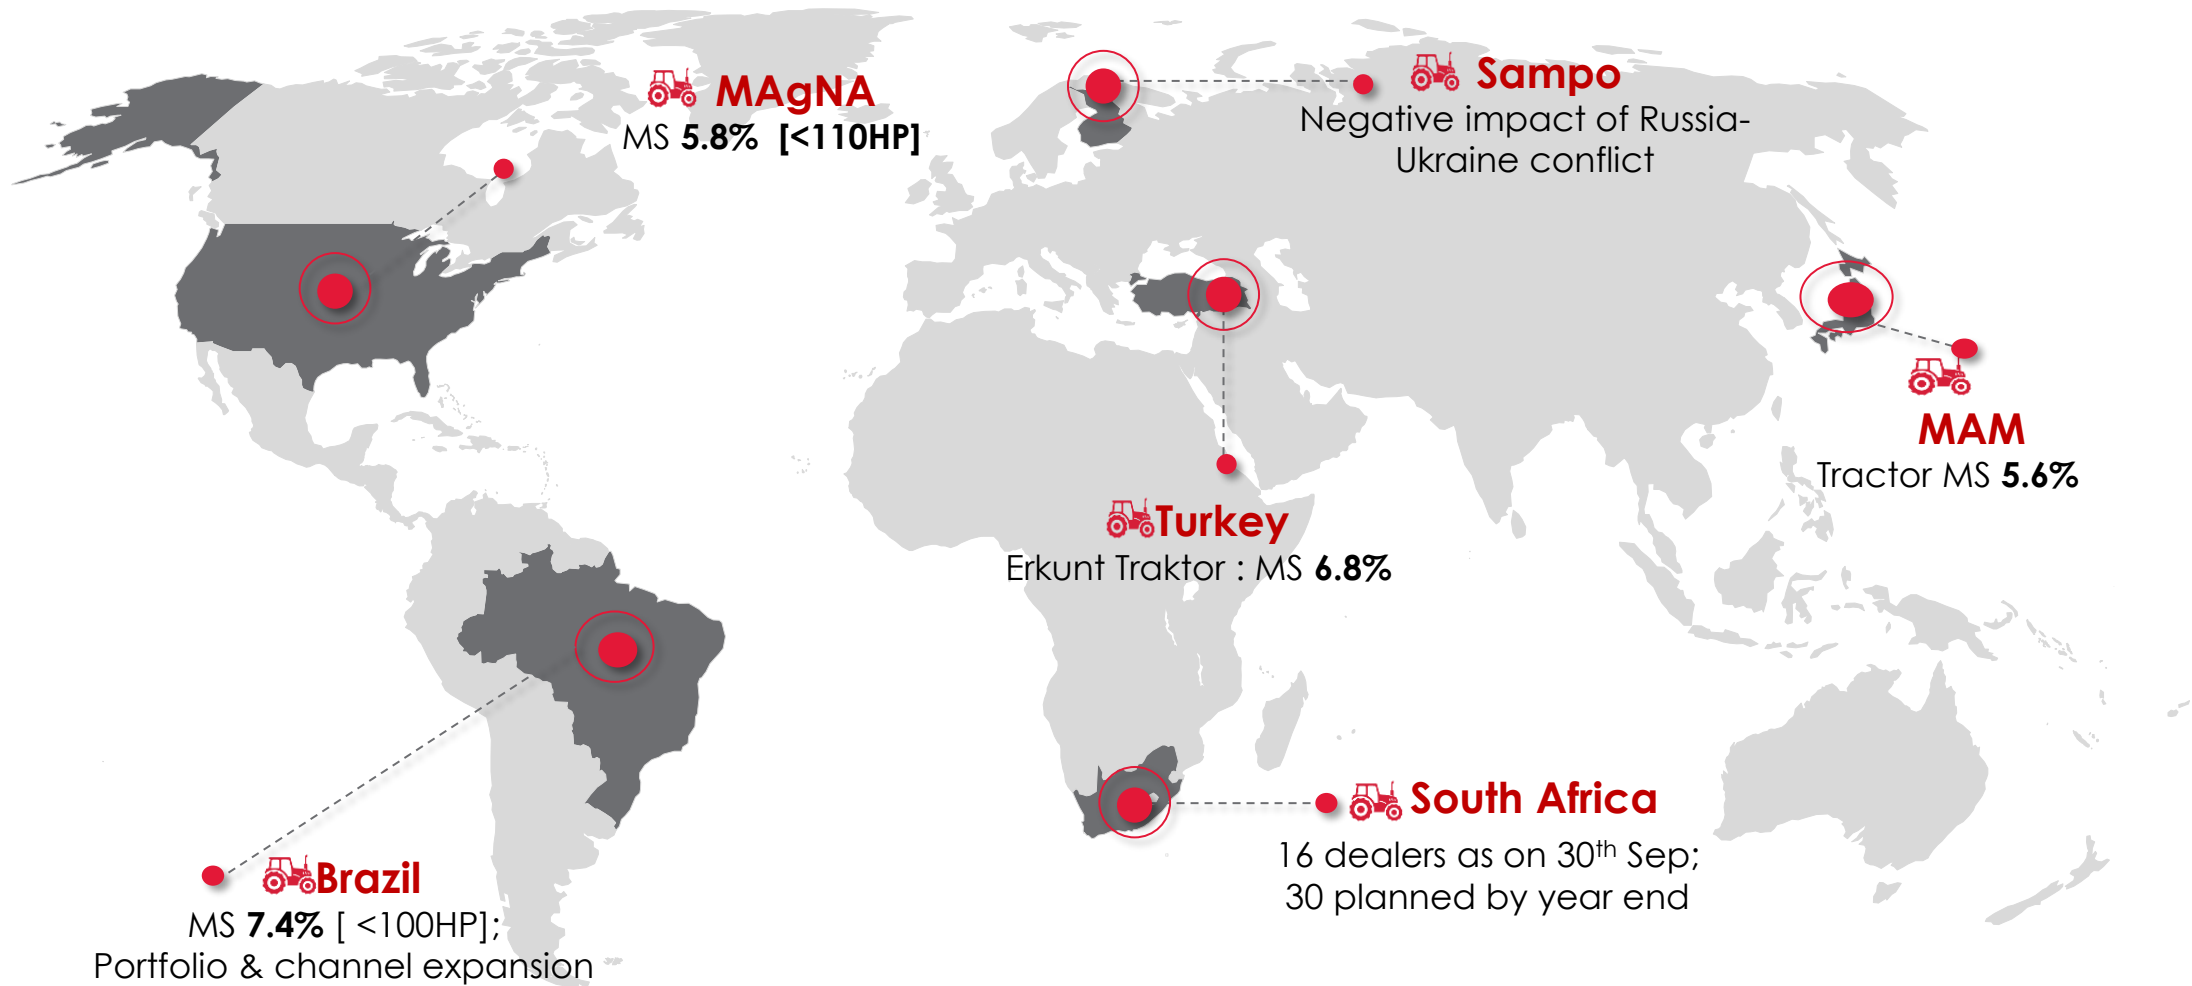 MAgNA
MS 5.8% [<110HP]
Sampo
Negative impact of Russia-
Ukraine conflict
MAM
Tractor MS 5.6%
Turkey
Erkunt Traktor : MS 6.8%
South Africa
16 dealers as on 30th Sep;
30 planned by year end
Brazil
MS 7.4% [ <100HP];
Portfolio & channel expansion